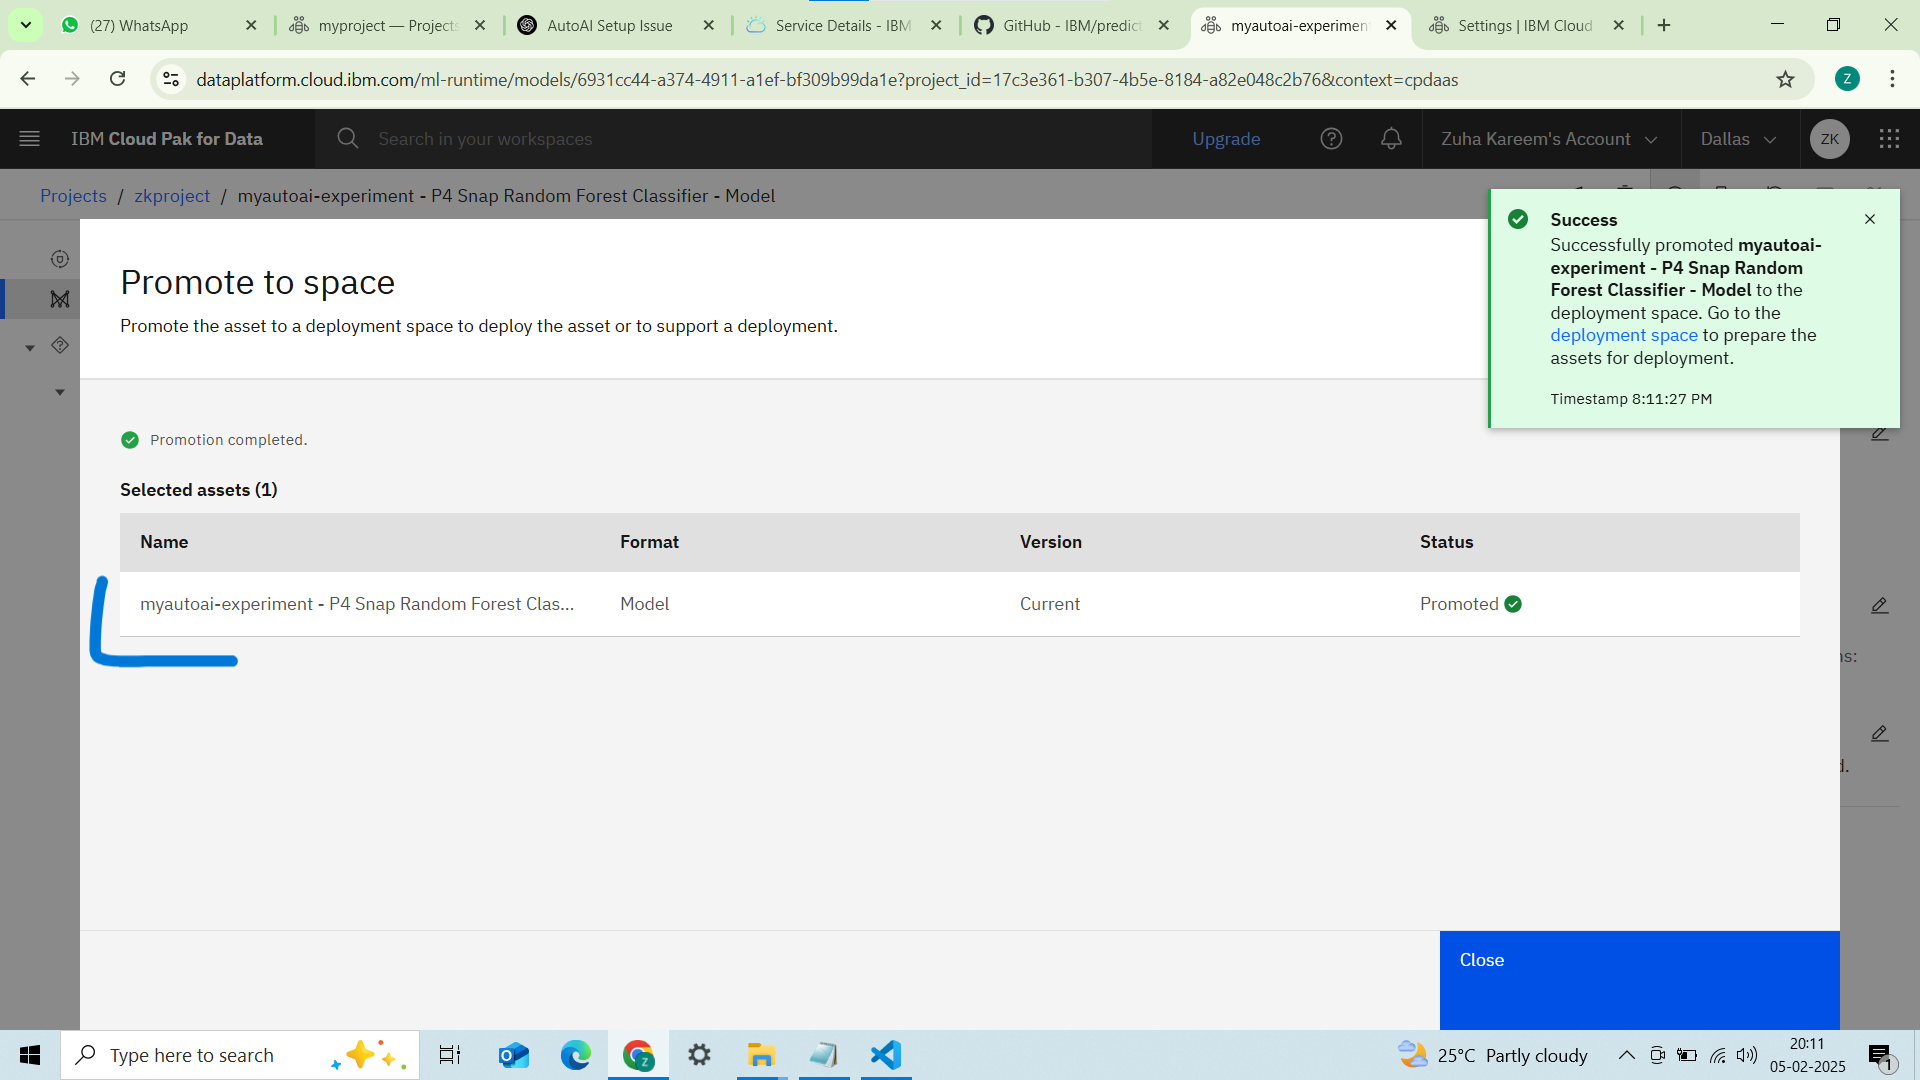 (27) WhatsApp
myproject — Projects
AutoAI Setup Issue
Service Details - IBM
GitHub - IBM/predict
myautoai-experiment
Settings | IBM Cloud
dataplatform.cloud.ibm.com/ml-runtime/models/6931cc44-a374-4911-a1ef-bf309b99da1e?project_id=17c3e361-b307-4b5e-8184-a82e048c2b76&context=cpdaas
Z
IBM Cloud Pak for Data
Search in your workspaces
Upgrade
Zuha Kareem's Account
Dallas
ZK
Projects / zkproject / myautoai-experiment - P4 Snap Random Forest Classifier - Model
Success
Successfully promoted myautoai-
experiment - P4 Snap Random
Forest Classifier - Model to the
deployment space. Go to the
deployment space to prepare the
assets for deployment.
Timestamp 8:11:27 PM
Promote to space
Promote the asset to a deployment space to deploy the asset or to support a deployment.
Promotion completed.
Selected assets (1)
Name Format Version Status
myautoai-experiment - P4 Snap Random Forest Clas... Model Current Promoted
ns:
d.
Close
Type here to search
25°C Partly cloudy
20:11
05-02-2025
1